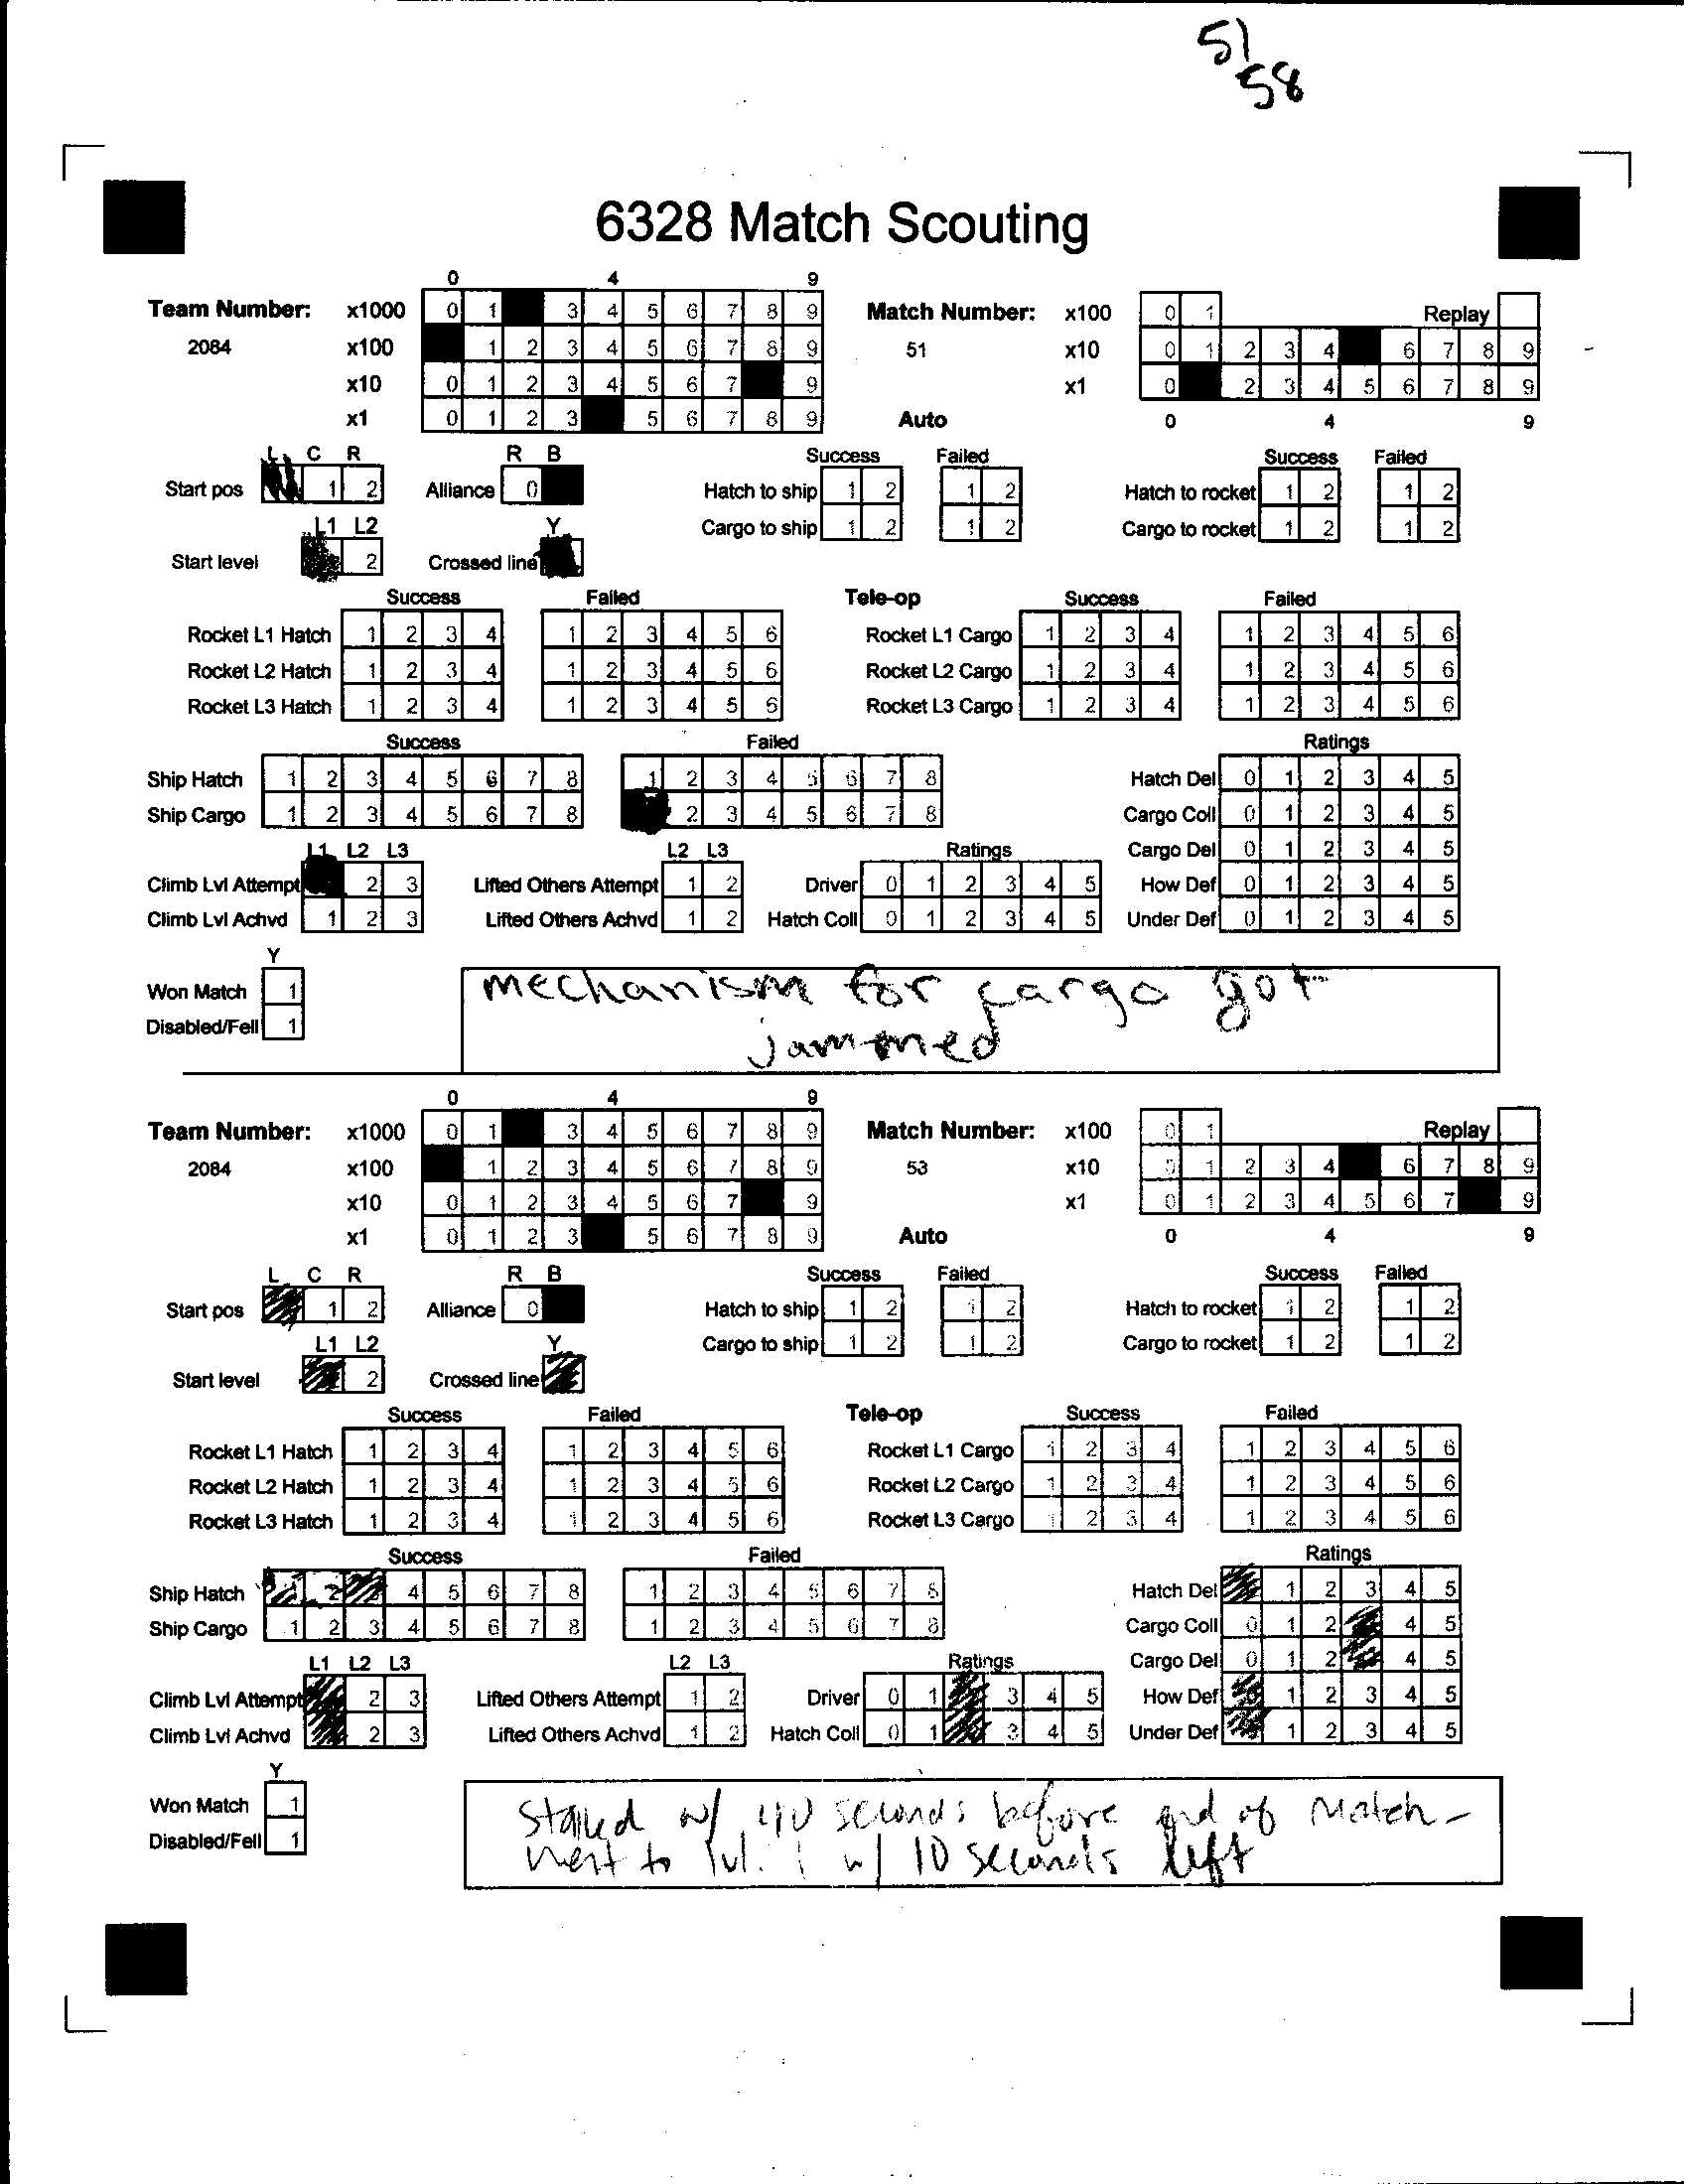 51
58
6328 Match Scouting
0 4 9
Team Number: x1000 0 1 3 4 5 6 7 8 9 Match Number: x100 0 1 Replay
2084 x100 1 2 3 4 5 6 7 8 9 51 x10 0 1 2 3 4 6 7 8 9
x10 0 1 2 3 4 5 6 7 9 x1 0 2 3 4 5 6 7 8 9
x1 0 1 2 3 5 6 7 8 9 Auto 0 4 9
L C R R B Success Failed Success Failed
Start pos 1 2 Alliance 0 Hatch to ship 1 2 1 2 Hatch to rocket 1 2 1 2
L1 L2 Y Cargo to ship 1 2 1 2 Cargo to rocket 1 2 1 2
Start level 2 Crossed line
Success Failed Tele-op Success Failed
Rocket L1 Hatch 1 2 3 4 1 2 3 4 5 6 Rocket L1 Cargo 1 2 3 4 1 2 3 4 5 6
Rocket L2 Hatch 1 2 3 4 1 2 3 4 5 6 Rocket L2 Cargo 1 2 3 4 1 2 3 4 5 6
Rocket L3 Hatch 1 2 3 4 1 2 3 4 5 6 Rocket L3 Cargo 1 2 3 4 1 2 3 4 5 6
Success Failed Ratings
Ship Hatch 1 2 3 4 5 6 7 8 1 2 3 4 5 6 7 8 Hatch Del 0 1 2 3 4 5
Ship Cargo 1 2 3 4 5 6 7 8 2 3 4 5 6 7 8 Cargo Coll 0 1 2 3 4 5
L1 L2 L3 L2 L3 Ratings Cargo Del 0 1 2 3 4 5
Climb Lvl Attempt 2 3 Lifted Others Attempt 1 2 Driver 0 1 2 3 4 5 How Def 0 1 2 3 4 5
Climb Lvl Achvd 1 2 3 Lifted Others Achvd 1 2 Hatch Coll 0 1 2 3 4 5 Under Def 0 1 2 3 4 5
Y
Won Match 1 mechanism for cargo got
Disabled/Fell 1 jammed
0 4 9
Team Number: x1000 0 1 3 4 5 6 7 8 9 Match Number: x100 0 1 Replay
2084 x100 1 2 3 4 5 6 7 8 9 53 x10 0 1 2 3 4 6 7 8 9
x10 0 1 2 3 4 5 6 7 9 x1 0 1 2 3 4 5 6 7 9
x1 0 1 2 3 5 6 7 8 9 Auto 0 4 9
L C R R B Success Failed Success Failed
Start pos 1 2 Alliance 0 Hatch to ship 1 2 1 2 Hatch to rocket 1 2 1 2
L1 L2 Y Cargo to ship 1 2 1 2 Cargo to rocket 1 2 1 2
Start level 2 Crossed line
Success Failed Tele-op Success Failed
Rocket L1 Hatch 1 2 3 4 1 2 3 4 5 6 Rocket L1 Cargo 1 2 3 4 1 2 3 4 5 6
Rocket L2 Hatch 1 2 3 4 1 2 3 4 5 6 Rocket L2 Cargo 1 2 3 4 1 2 3 4 5 6
Rocket L3 Hatch 1 2 3 4 1 2 3 4 5 6 Rocket L3 Cargo 1 2 3 4 1 2 3 4 5 6
Success Failed Ratings
Ship Hatch 2 4 5 6 7 8 1 2 3 4 5 6 7 8 Hatch Del 1 2 3 4 5
Ship Cargo 1 2 3 4 5 6 7 8 1 2 3 4 5 6 7 8 Cargo Coll 0 1 2 4 5
L1 L2 L3 L2 L3 Ratings Cargo Del 0 1 2 4 5
Climb Lvl Attempt 2 3 Lifted Others Attempt 1 2 Driver 0 1 3 4 5 How Def 1 2 3 4 5
Climb Lvl Achvd 2 3 Lifted Others Achvd 1 2 Hatch Coll 0 1 3 4 5 Under Def 1 2 3 4 5
Y
Won Match 1 Stalled w/ 40 seconds before end of match -
Disabled/Fell 1 went to lvl. 1 w/ 10 seconds left